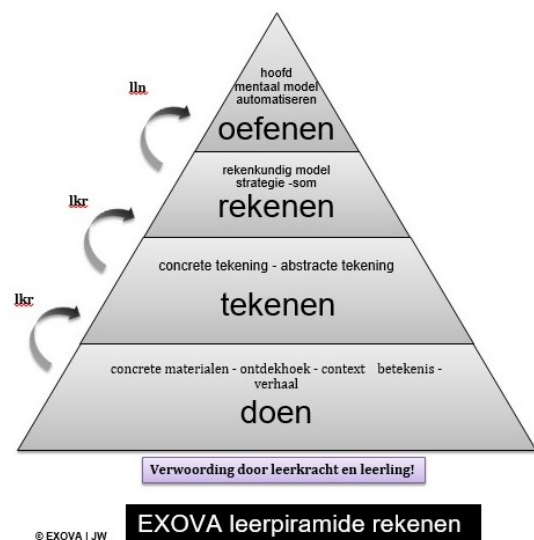 hoofd
mentaal model
automatiseren
oefenen
lln
rekenkundig model
strategie -som
rekenen
lkr
concrete tekening - abstracte tekening
tekenen
lkr
concrete materialen - ontdekhoek - context betekenis -
verhaal
doen
Verwoording door leerkracht en leerling!
EXOVA leerpiramide rekenen
© EXOVA | JW